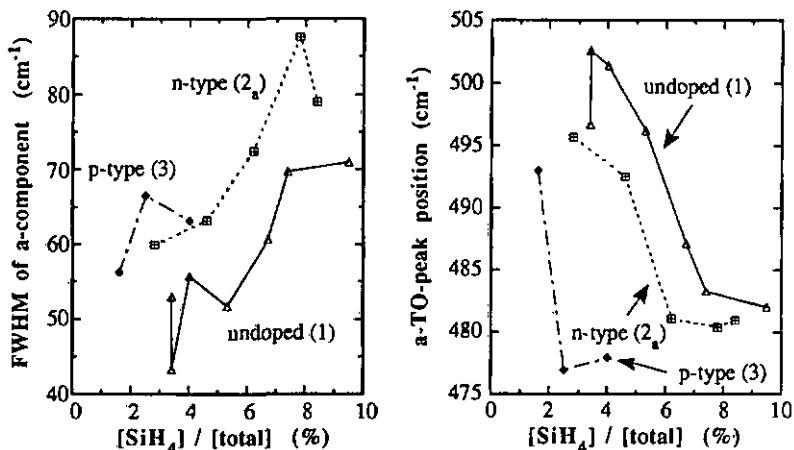 FWHM of a-component (cm⁻¹)
90
80
70
60
50
40
n-type (2ₐ)
p-type (3)
undoped (1)
0 2 4 6 8 10
[SiH₄] / [total] (%)
a-TO-peak position (cm⁻¹)
505
500
495
490
485
480
475
undoped (1)
n-type (2ₐ)
p-type (3)
0 2 4 6 8 10
[SiH₄] / [total] (%)